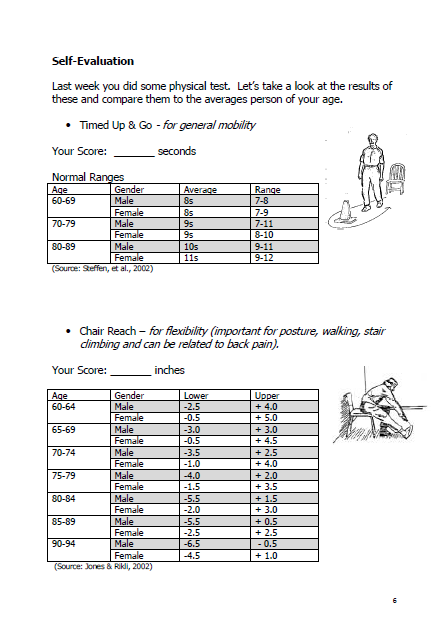 Self-Evaluation
Last week you did some physical test. Let's take a look at the results of
these and compare them to the averages person of your age.
• Timed Up & Go - for general mobility
Your Score: _______ seconds
Normal Ranges
Age Gender Average Range
60-69 Male 8s 7-8
Female 8s 7-9
70-79 Male 9s 7-11
Female 9s 8-10
80-89 Male 10s 9-11
Female 11s 9-12
(Source: Steffen, et al., 2002)
• Chair Reach – for flexibility (important for posture, walking, stair
climbing and can be related to back pain).
Your Score: _______ inches
Age Gender Lower Upper
60-64 Male -2.5 + 4.0
Female -0.5 + 5.0
65-69 Male -3.0 + 3.0
Female -0.5 + 4.5
70-74 Male -3.5 + 2.5
Female -1.0 + 4.0
75-79 Male -4.0 + 2.0
Female -1.5 + 3.5
80-84 Male -5.5 + 1.5
Female -2.0 + 3.0
85-89 Male -5.5 + 0.5
Female -2.5 + 2.5
90-94 Male -6.5 - 0.5
Female -4.5 + 1.0
(Source: Jones & Rikli, 2002)
6